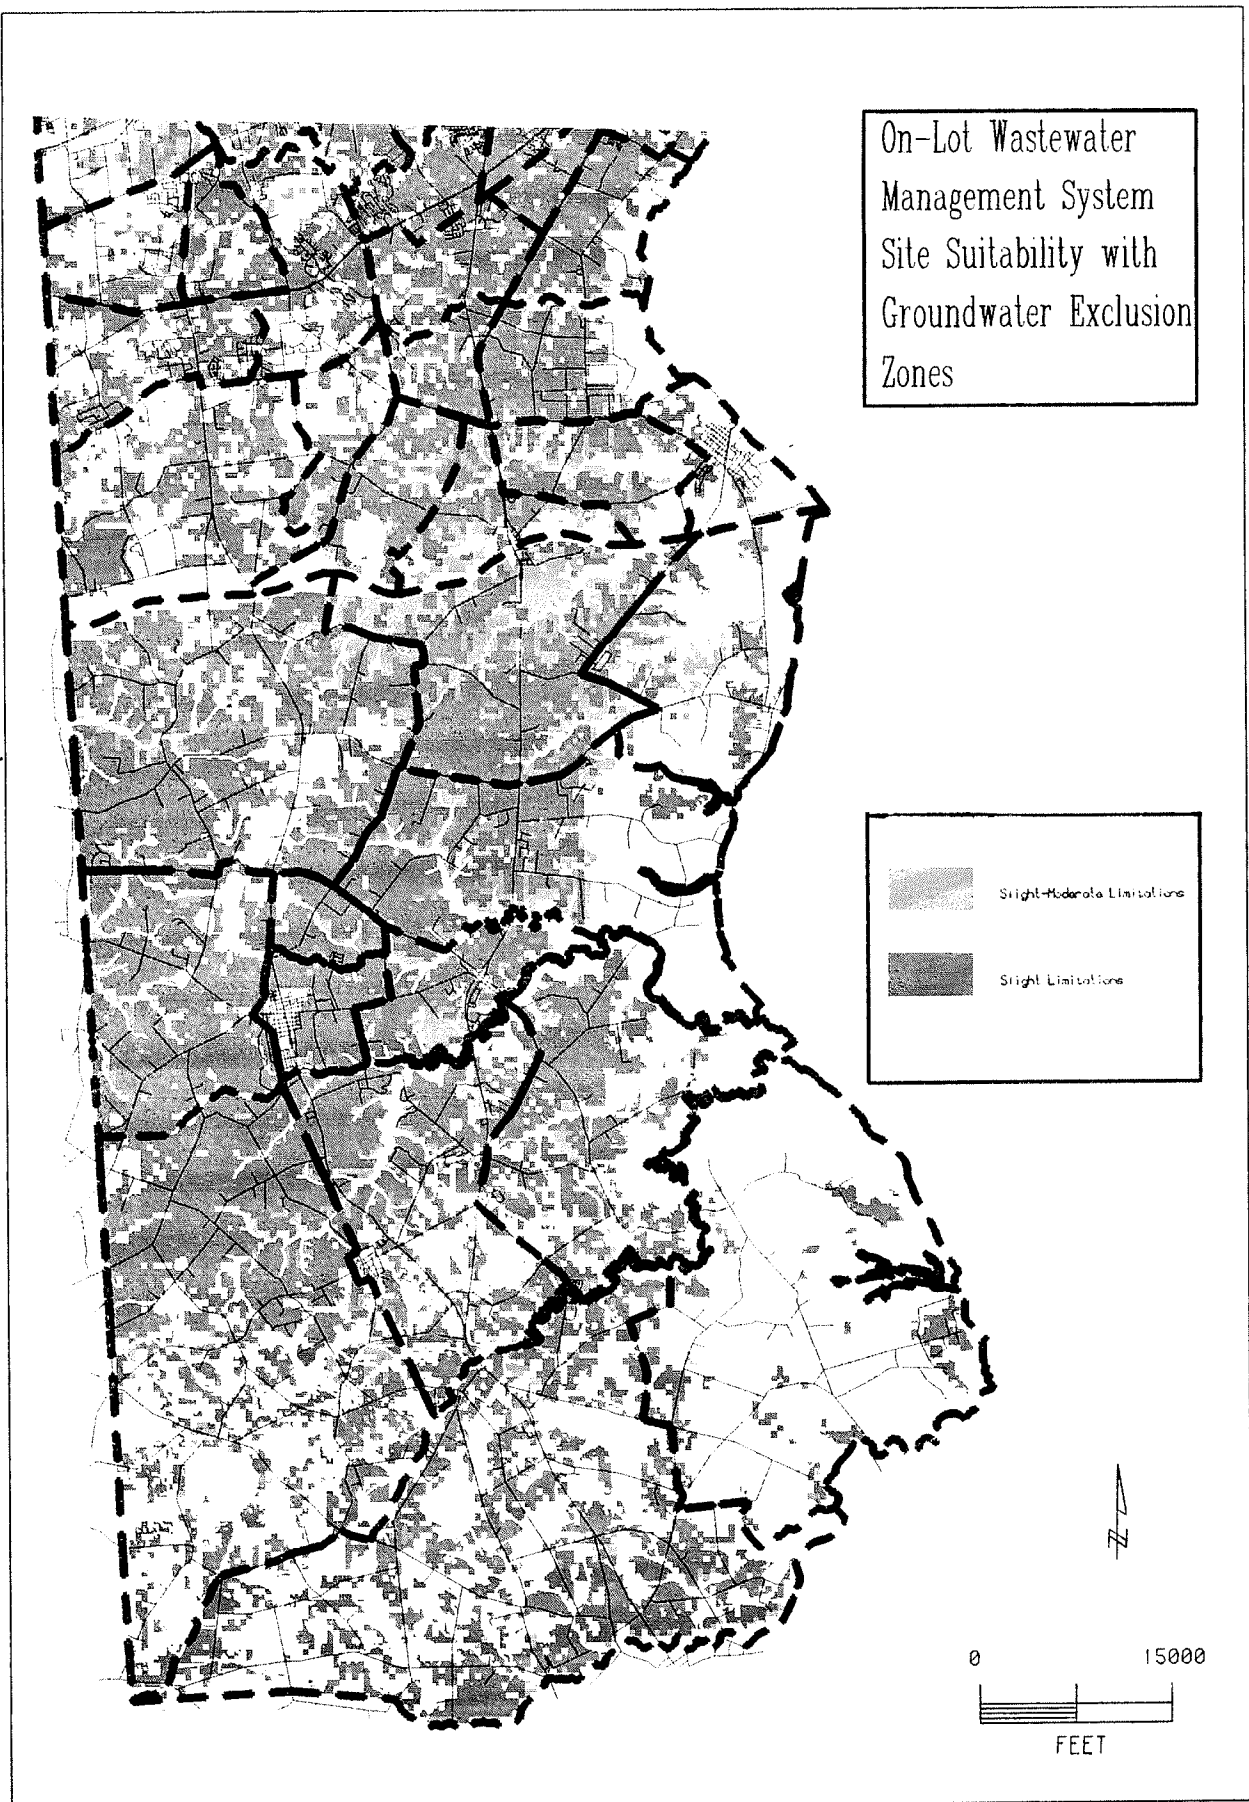 On-Lot Wastewater
Management System
Site Suitability with
Groundwater Exclusion
Zones
Slight-Moderate Limitations
Slight Limitations
N
0 15000
FEET